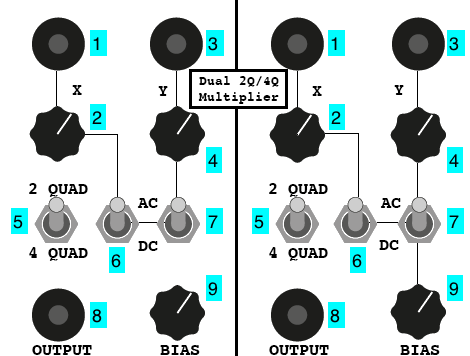 1
3
1
3
Dual 2Q/4Q
Multiplier
X
Y
X
Y
2
2
4
4
2 QUAD
2 QUAD
AC
AC
5
7
5
7
DC
DC
4 QUAD
4 QUAD
6
6
9
9
8
8
OUTPUT
BIAS
OUTPUT
BIAS